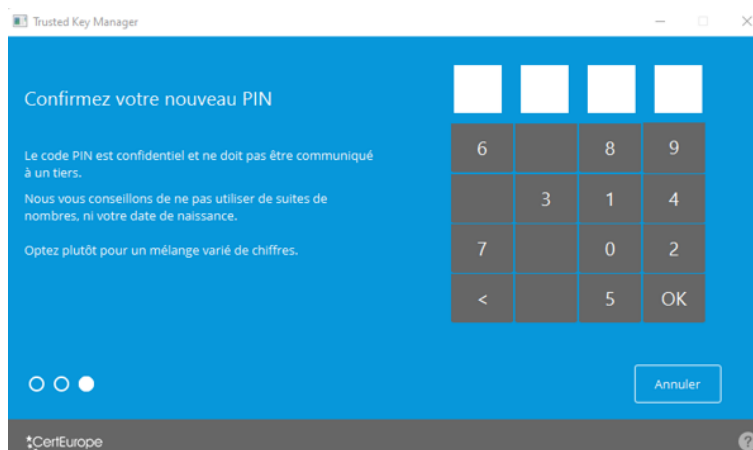 Trusted Key Manager
Confirmez votre nouveau PIN
Le code PIN est confidentiel et ne doit pas être communiqué
à un tiers.
Nous vous conseillons de ne pas utiliser de suites de
nombres, ni votre date de naissance.
Optez plutôt pour un mélange varié de chiffres.
6 8 9
3 1 4
7 0 2
< 5 OK
Annuler
CertEurope
?